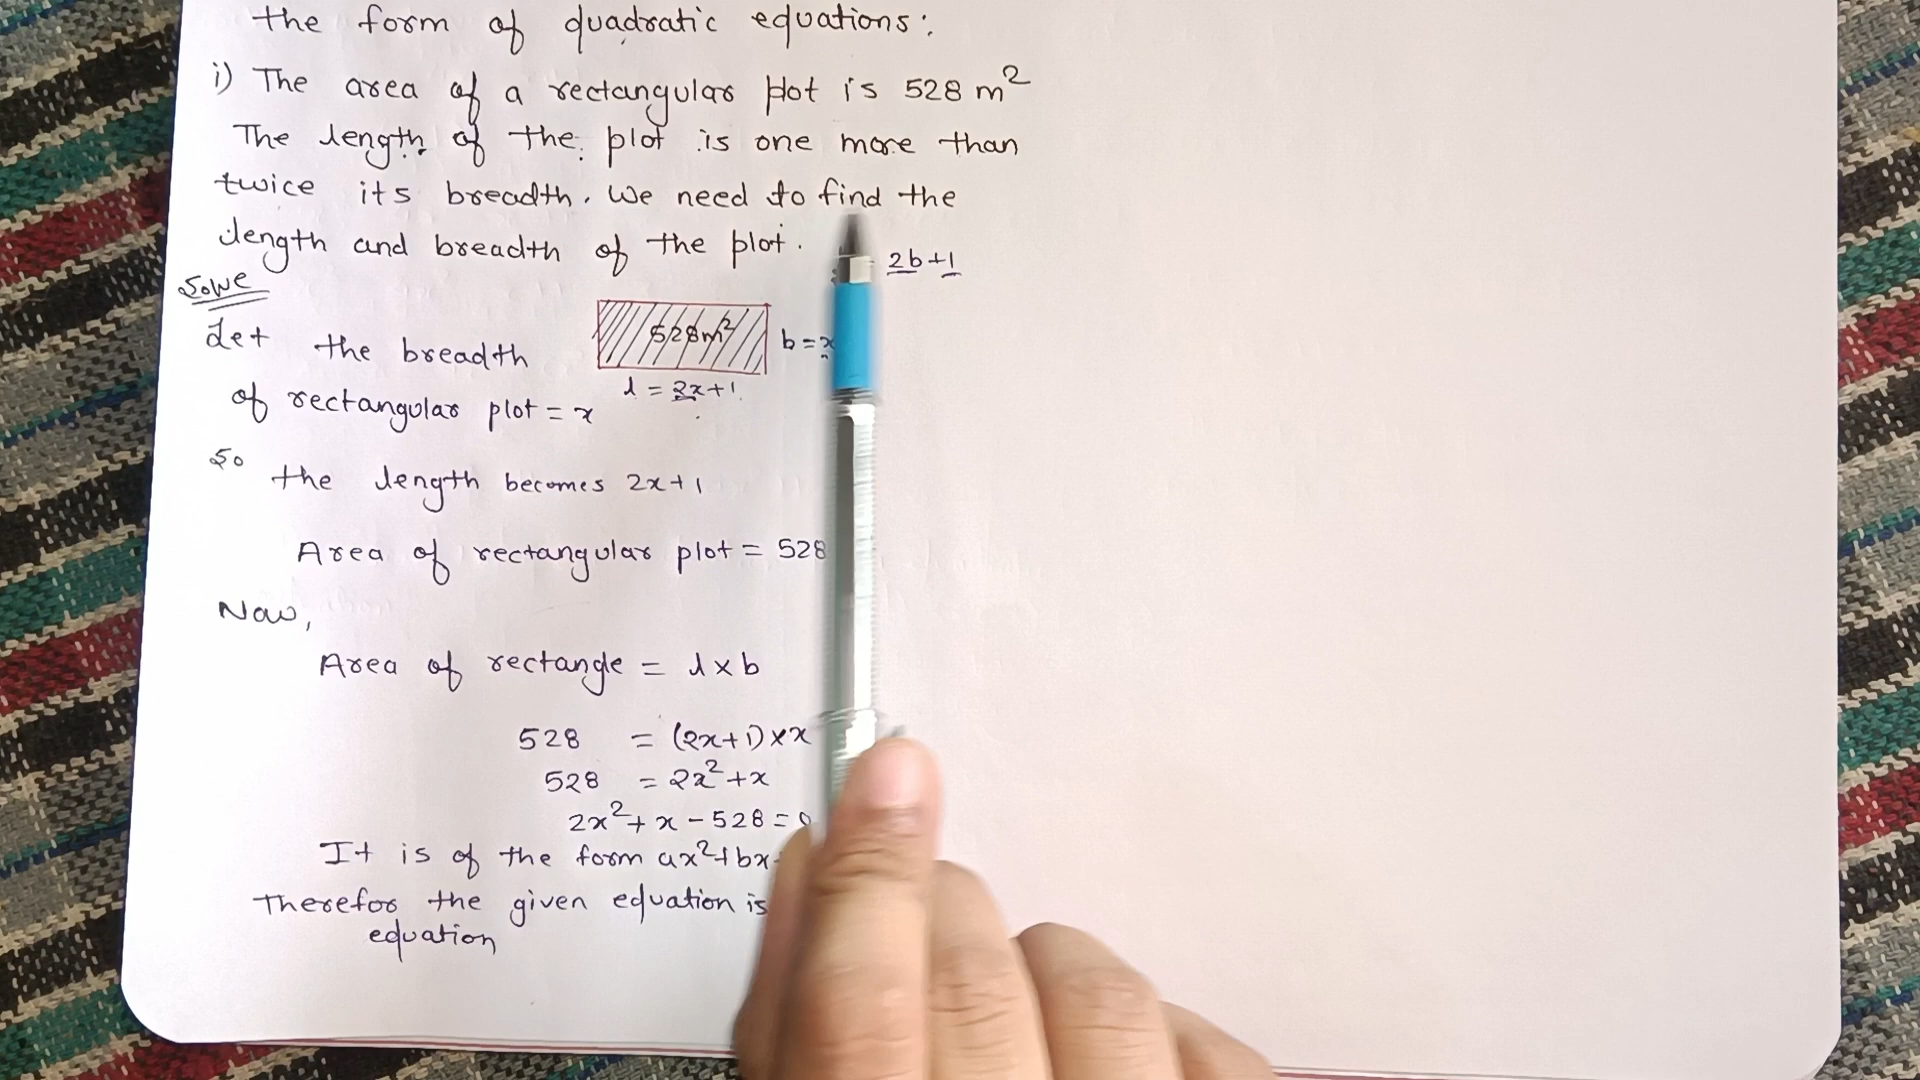 the form of quadratic equations:
i) The area of a rectangular plot is 528 m²
The length of the plot is one more than
twice its breadth. We need to find the
length and breadth of the plot.
= 2b+1
Solve
528m²
b = x
l = 2x+1
Let the breadth
of rectangular plot = x
So
the length becomes 2x+1
Area of rectangular plot = 528
Now,
Area of rectange = l x b
528 = (2x+1) x x
528 = 2x²+x
2x²+x-528=0
It is of the form ax²+bx
Therefor the given equation is
equation